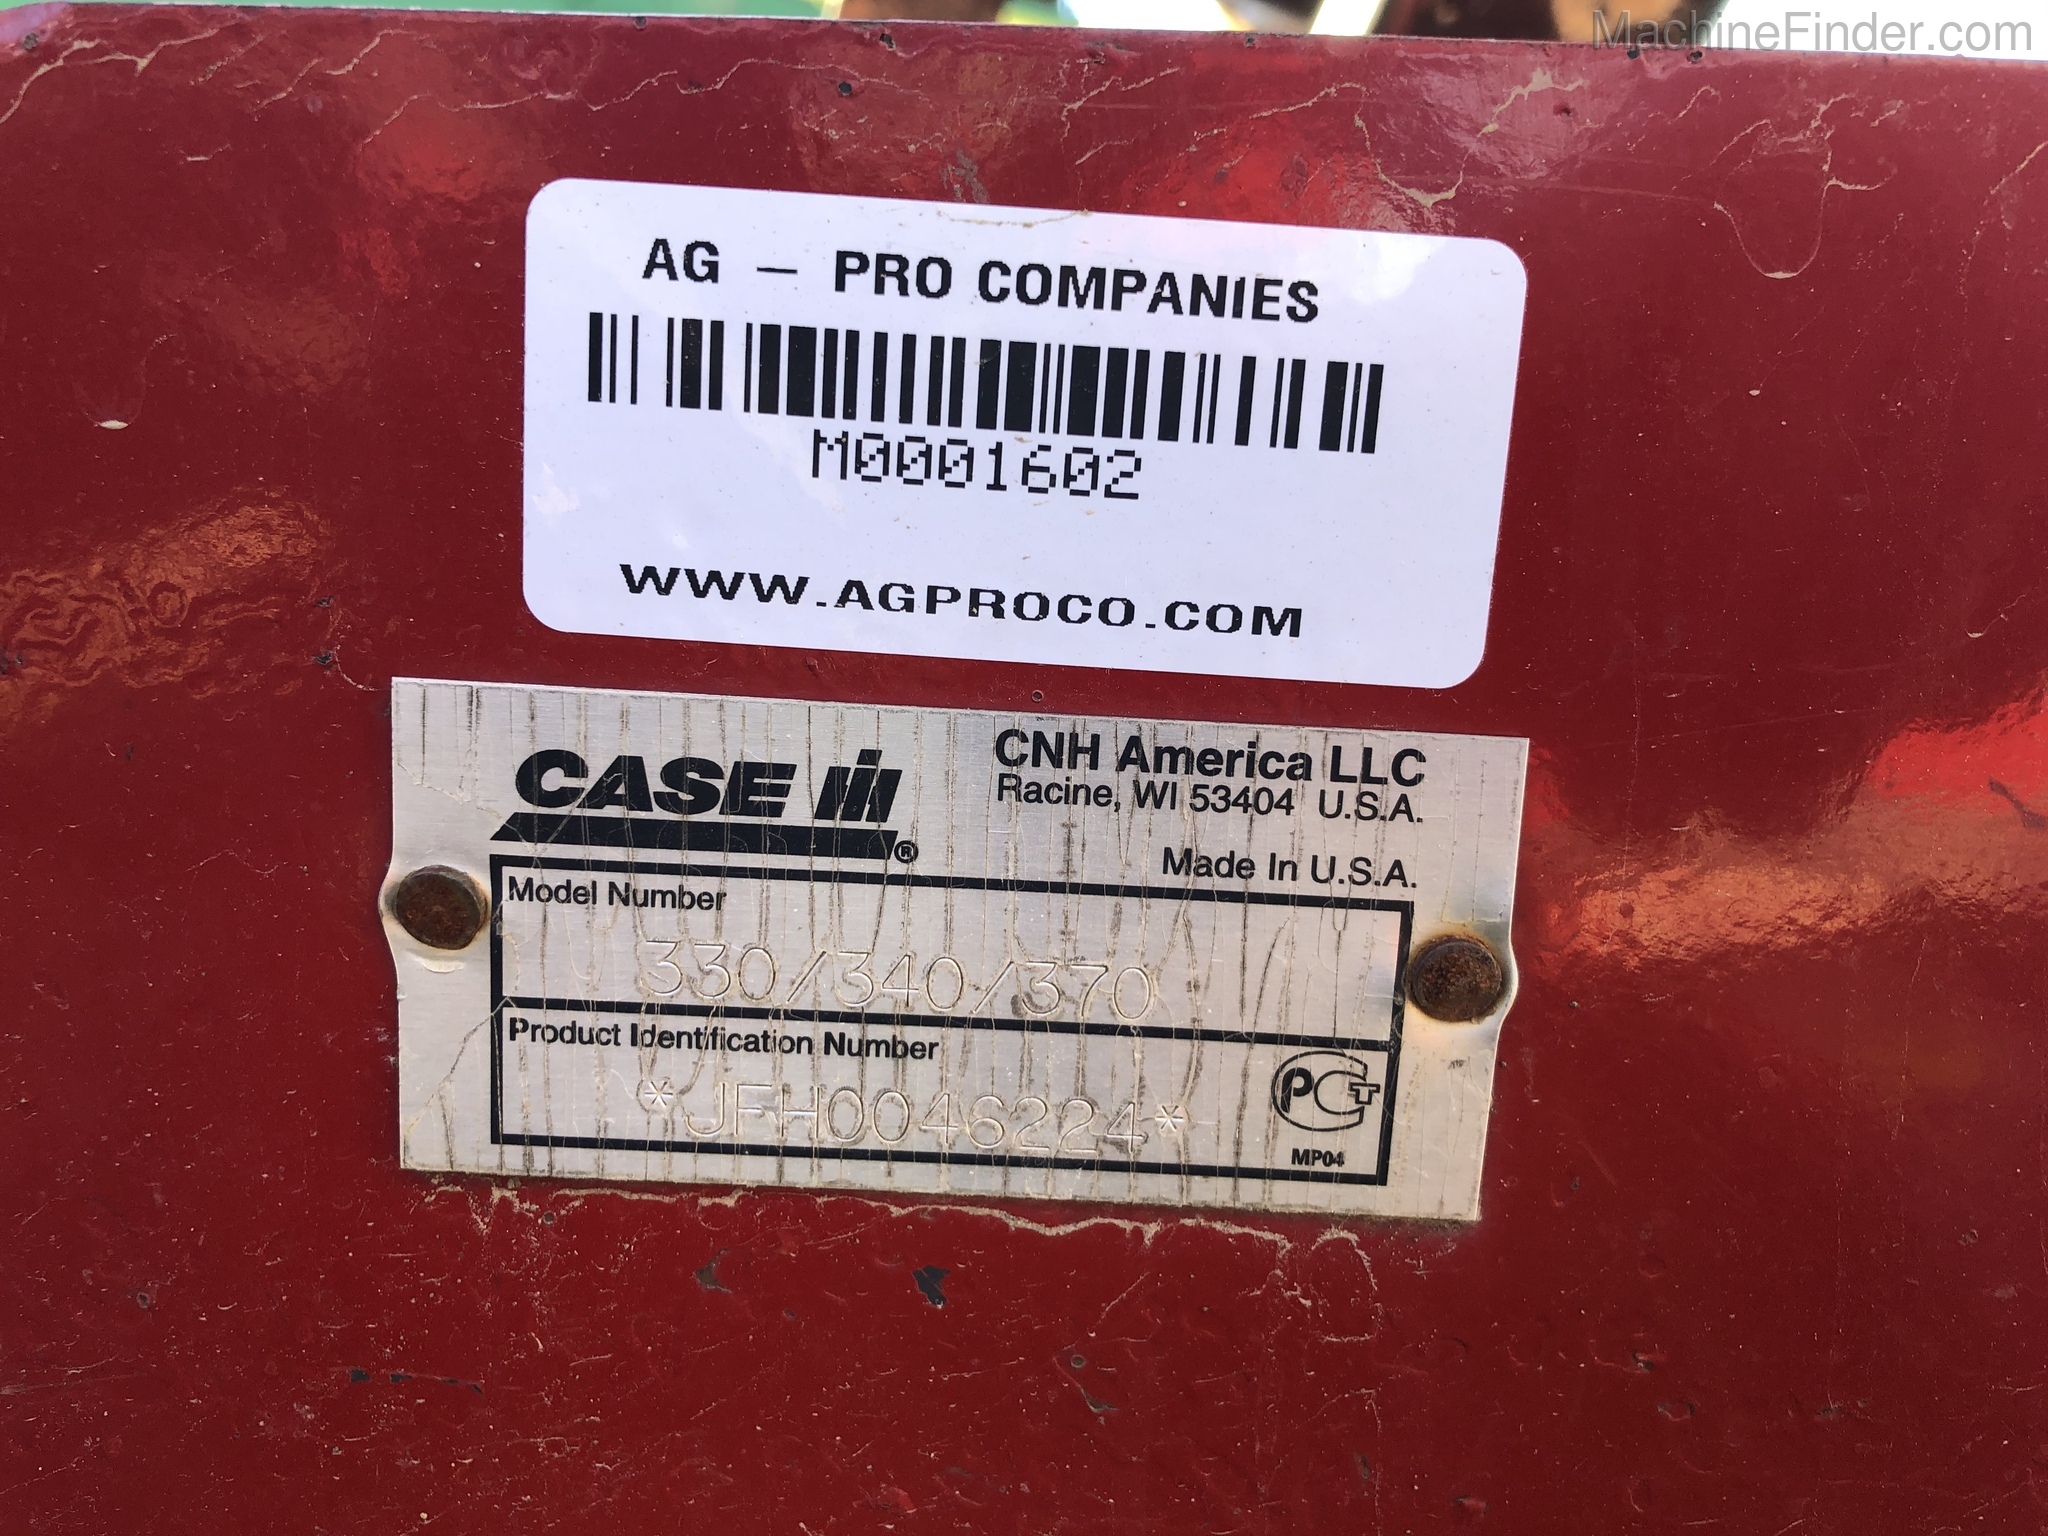 MachineFinder.com
AG - PRO COMPANIES
M0001602
WWW.AGPROCO.COM
CASE IH®
CNH America LLC
Racine, WI 53404 U.S.A.
Made In U.S.A.
Model Number
330/340/370
Product Identification Number
*JFH0046224*
PCT
MP04